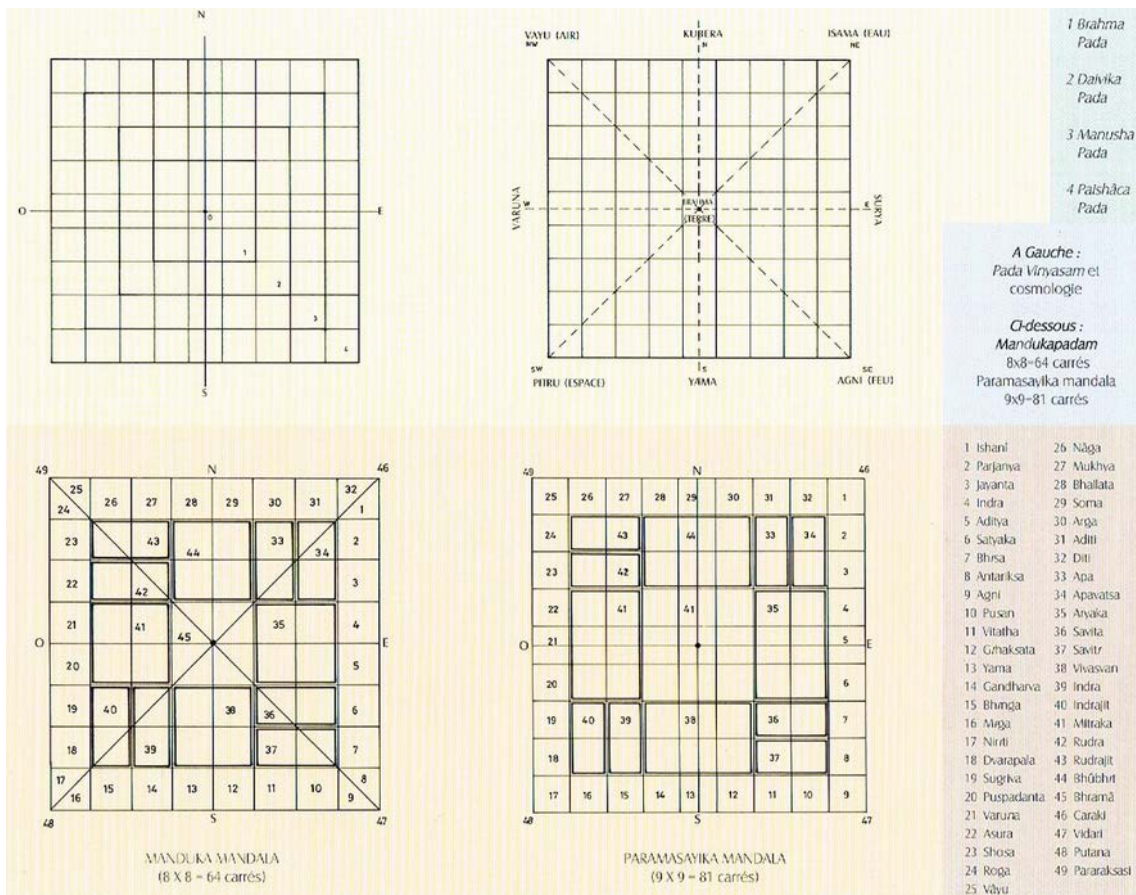 N
O
E
0
1
2
3
4
S
VAYU (AIR)
NW
KUBERA
N
ISAMA (EAU)
NE
VARUNA
W
BRAHMA
(TERRE)
E
SURYA
SW
PITRU (ESPACE)
S
YAMA
SE
AGNI (FEU)
1 Brahma
Pada
2 Daivika
Pada
3 Manusha
Pada
4 Paishâca
Pada
A Gauche :
Pada Vinyasam et
cosmologie
Ci-dessous :
Mandukapadam
8x8=64 carrés
Paramasayika mandala
9x9=81 carrés
49 N 46
25 26 27 28 29 30 31 32
24 1
23 43 44 33 34 2
22 42 3
21 41 45 35 4
O E
20 5
19 40 38 36 6
18 39 37 7
17 8
16 15 14 13 12 11 10 9
48 S 47
MANDUKA MANDALA
(8 X 8 = 64 carrés)
49 N 46
25 26 27 28 29 30 31 32 1
24 43 44 33 34 2
23 42 3
22 41 41 35 4
O 21 5 E
20 6
19 40 39 38 36 7
18 37 8
17 16 15 14 13 12 11 10 9
48 S 47
PARAMASAYIKA MANDALA
(9 X 9 = 81 carrés)
1 Ishani
2 Parjanya
3 Jayanta
4 Indra
5 Aditya
6 Satyaka
7 Bhrsa
8 Antariksa
9 Agni
10 Pusan
11 Vitatha
12 Grhaksata
13 Yama
14 Gandharva
15 Bhrnga
16 Mrga
17 Nirriti
18 Dvarapala
19 Sugriva
20 Puspadanta
21 Varuna
22 Asura
23 Shosa
24 Roga
25 Vâyu
26 Nâga
27 Mukhya
28 Bhallata
29 Soma
30 Arga
31 Aditi
32 Diti
33 Apa
34 Apavatsa
35 Aryaka
36 Savita
37 Savitr
38 Vivasvan
39 Indra
40 Indrajit
41 Mitraka
42 Rudra
43 Rudrajit
44 Bhûbhrt
45 Bhramâ
46 Caraki
47 Vidari
48 Putana
49 Pararaksasi